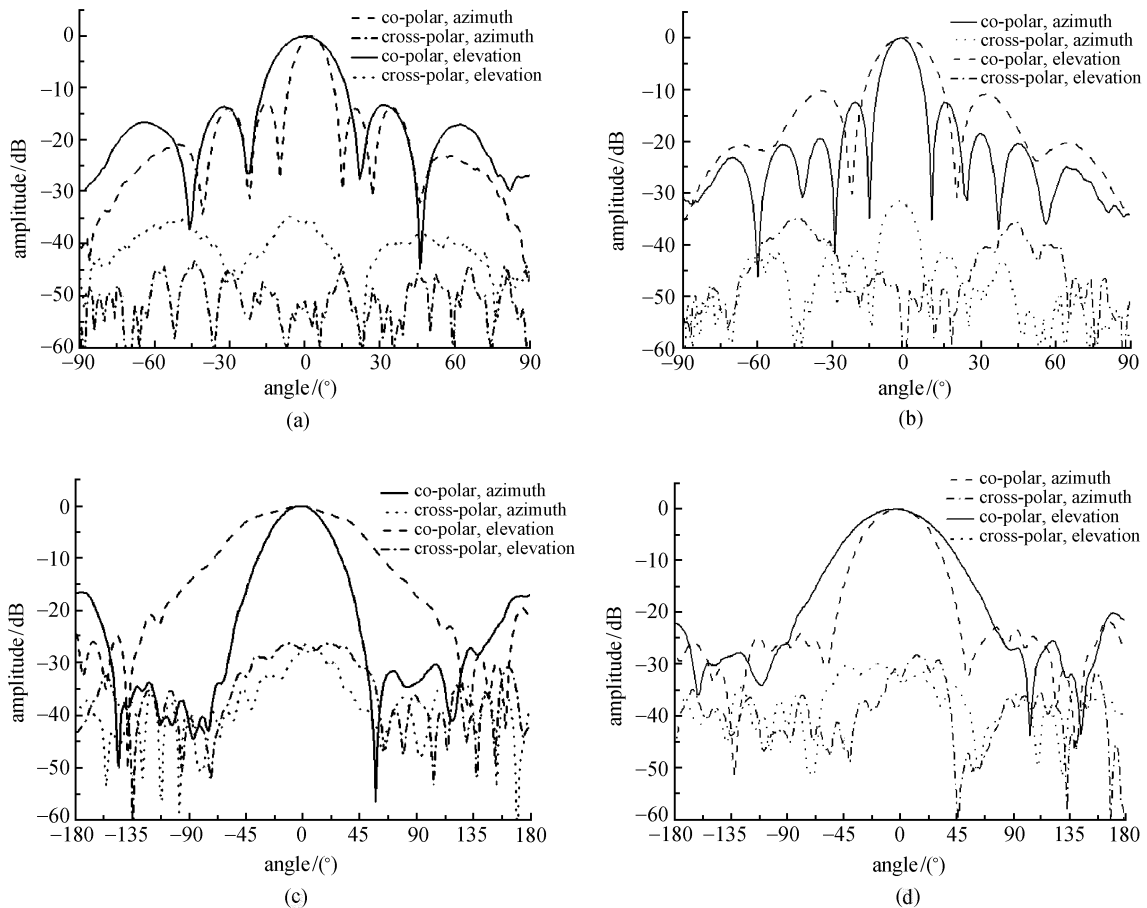 co-polar, azimuth
cross-polar, azimuth
co-polar, elevation
cross-polar, elevation
0
−10
−20
−30
−40
−50
−60
amplitude/dB
−90 −60 −30 0 30 60 90
angle/(°)
(a)
co-polar, azimuth
cross-polar, azimuth
co-polar, elevation
cross-polar, elevation
0
−10
−20
−30
−40
−50
−60
amplitude/dB
−90 −60 −30 0 30 60 90
angle/(°)
(b)
co-polar, azimuth
cross-polar, azimuth
co-polar, elevation
cross-polar, elevation
0
−10
−20
−30
−40
−50
−60
amplitude/dB
−180 −135 −90 −45 0 45 90 135 180
angle/(°)
(c)
co-polar, azimuth
cross-polar, azimuth
co-polar, elevation
cross-polar, elevation
0
−10
−20
−30
−40
−50
−60
amplitude/dB
−180 −135 −90 −45 0 45 90 135 180
angle/(°)
(d)